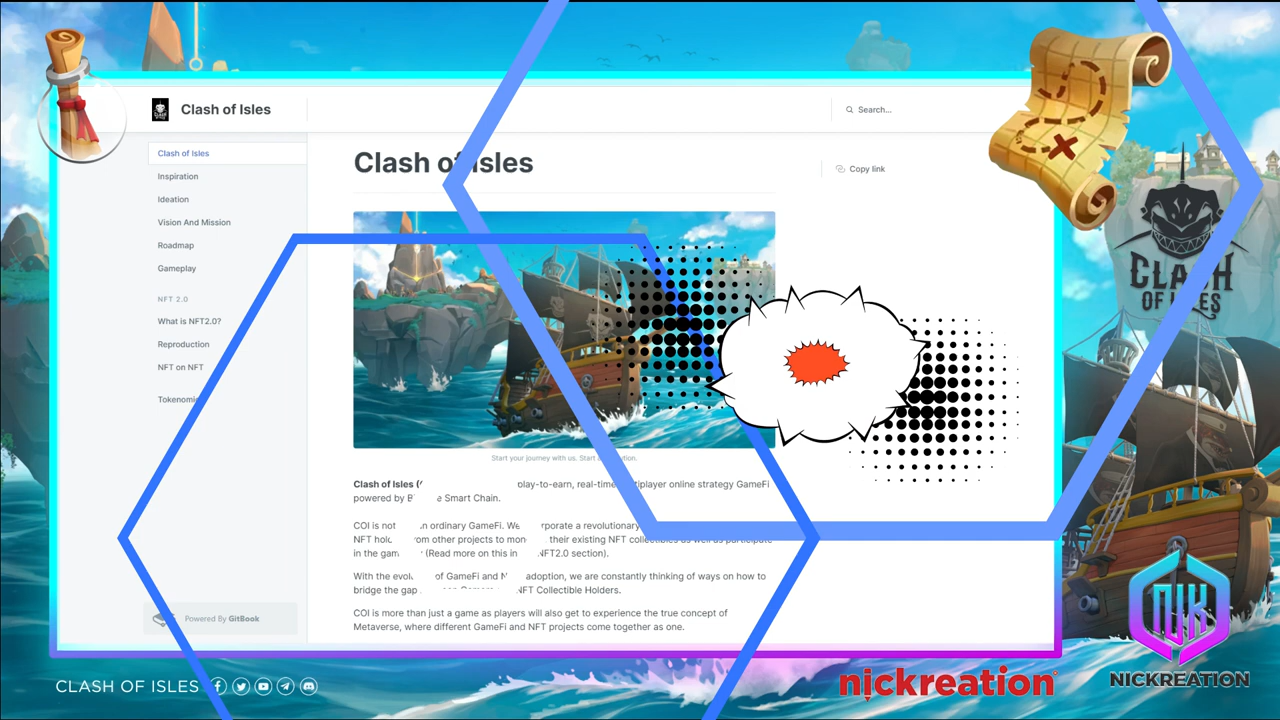 Clash of Isles
Search...
Clash of Isles
Inspiration
Ideation
Vision And Mission
Roadmap
Gameplay
NFT 2.0
What is NFT2.0?
Reproduction
NFT on NFT
Powered By GitBook
Clash of Isles
Copy link
Start your journey with us. Start
Clash of Isles play-to-earn, real-time online strategy GameFi
powered by Smart Chain.
COI is not ordinary GameFi. We a revolutionary
NFT from other projects to their existing NFT collectibles as well as participate
in the (Read more on this in NFT2.0 section).
With the of GameFi and adoption, we are constantly thinking of ways on how to
bridge the gap NFT Collectible Holders.
COI is more than just a game as players will also get to experience the true concept of
Metaverse, where different GameFi and NFT projects come together as one.
CLASH
OF ISLES
CLASH OF ISLES
nickreation
NICKREATION